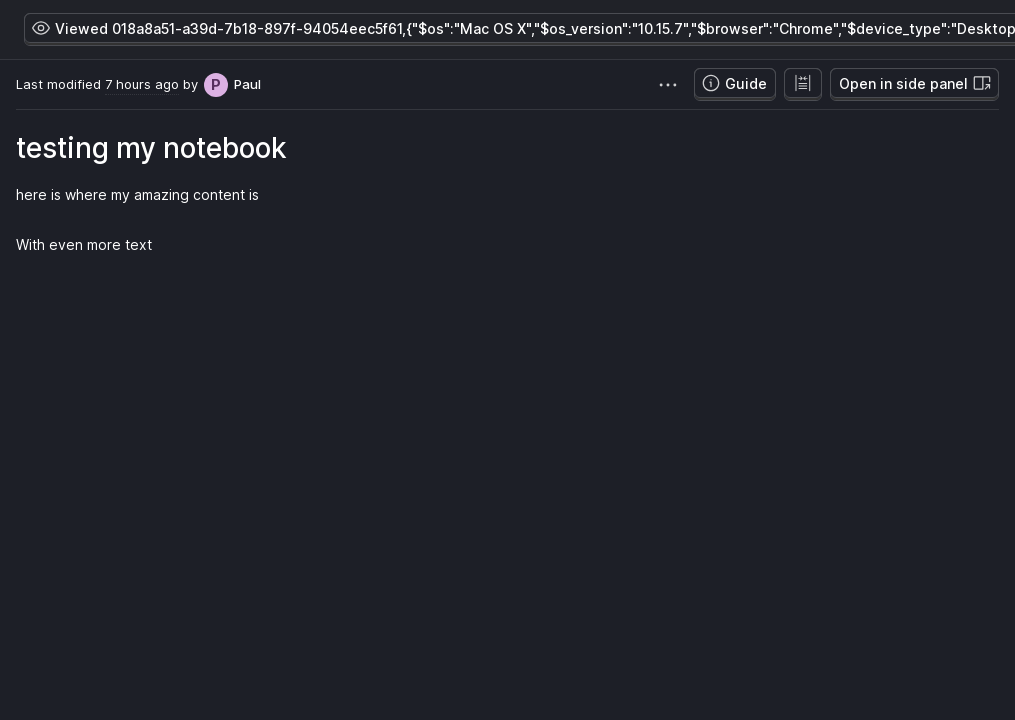 Viewed 018a8a51-a39d-7b18-897f-94054eec5f61,{"$os":"Mac OS X","$os_version":"10.15.7","$browser":"Chrome","$device_type":"Desktop
Last modified 7 hours ago by P Paul
Guide
Open in side panel
testing my notebook
here is where my amazing content is
With even more text